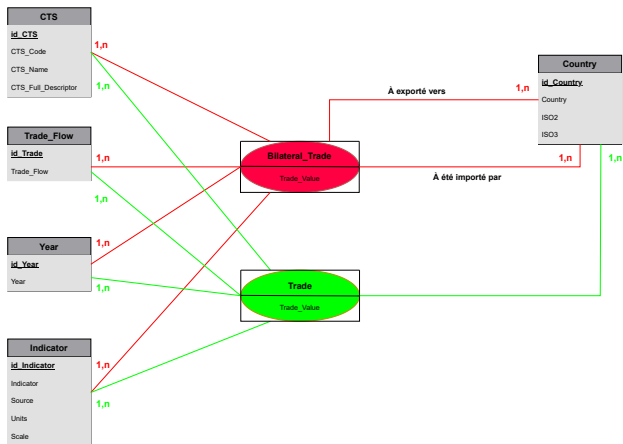 CTS
id_CTS
CTS_Code
CTS_Name
CTS_Full_Descriptor
1,n
1,n
Trade_Flow
id_Trade
Trade_Flow
1,n
1,n
Year
id_Year
Year
1,n
1,n
Indicator
id_Indicator
Indicator
Source
Units
Scale
1,n
1,n
Bilateral_Trade
Trade_Value
Trade
Trade_Value
À exporté vers
1,n
À été importé par
1,n
1,n
Country
id_Country
Country
ISO2
ISO3